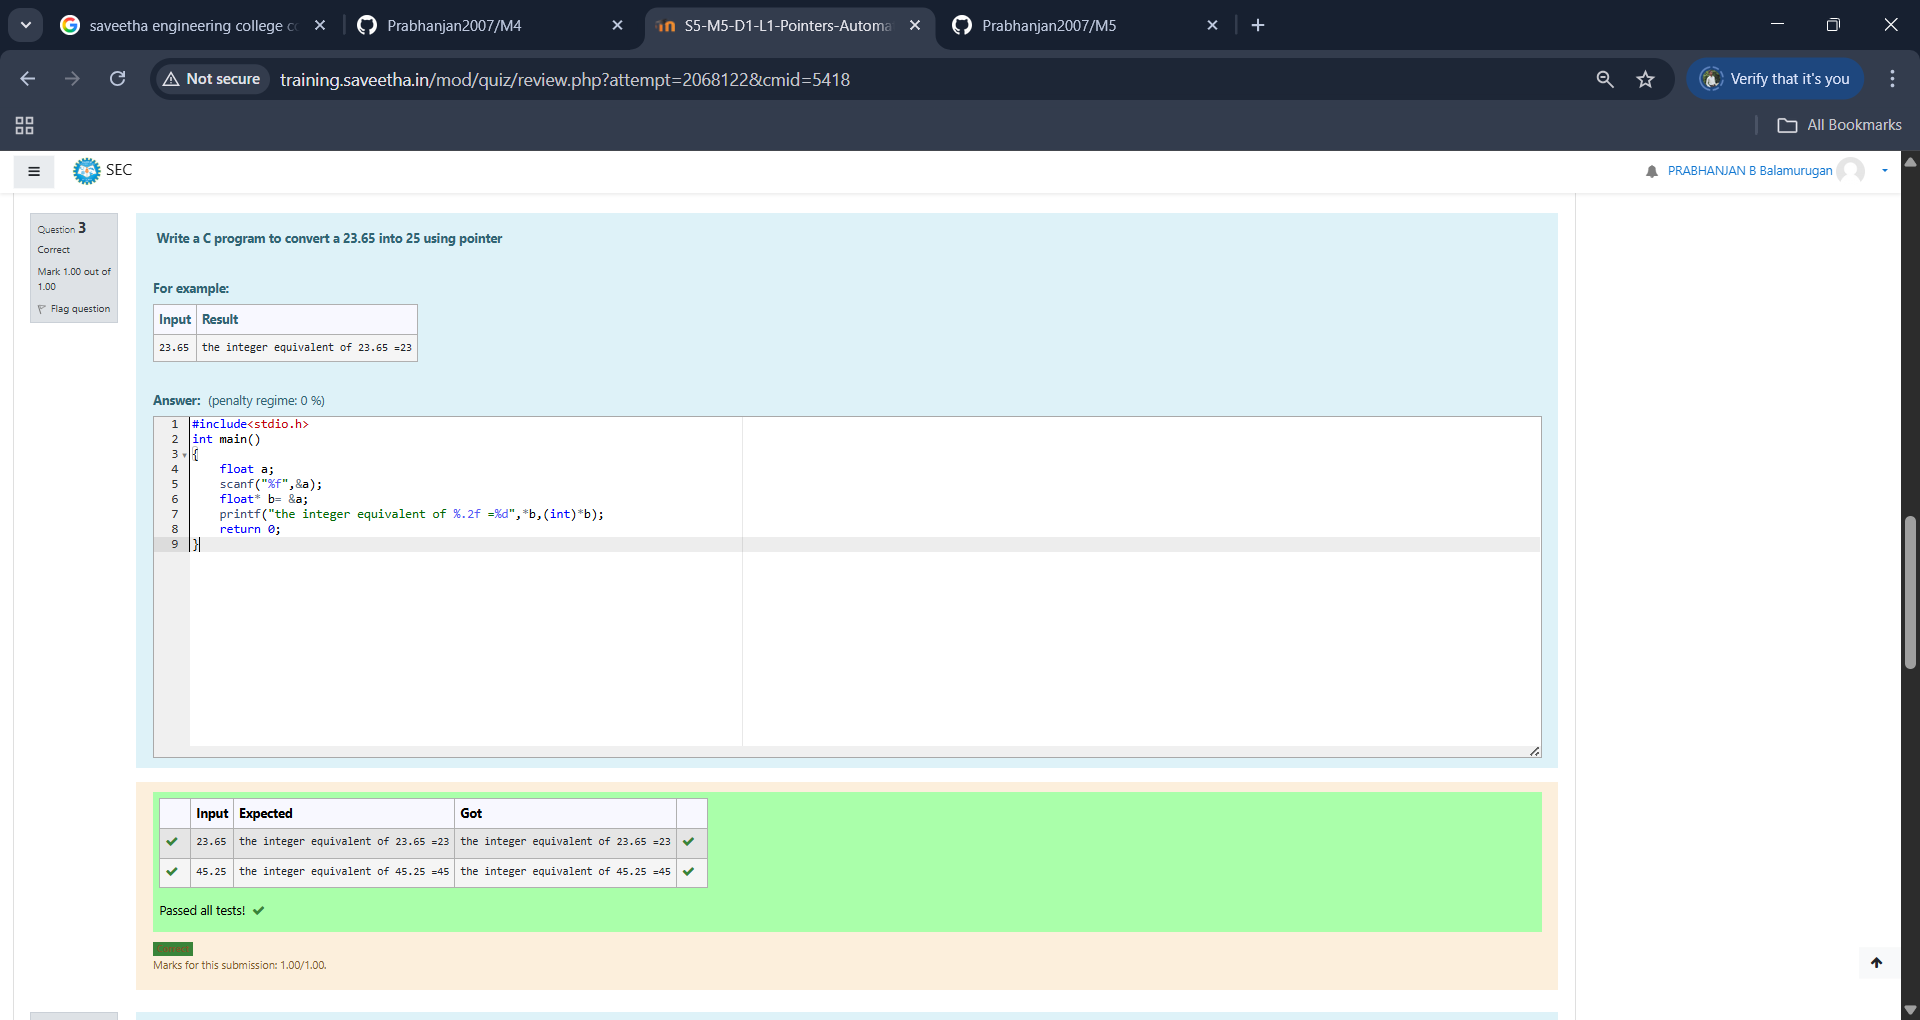 saveetha engineering college co
Prabhanjan2007/M4
S5-M5-D1-L1-Pointers-Automa
Prabhanjan2007/M5
Not secure
training.saveetha.in/mod/quiz/review.php?attempt=2068122&cmid=5418
Verify that it's you
All Bookmarks
SEC
PRABHANJAN B Balamurugan
Question 3
Correct
Mark 1.00 out of
1.00
Flag question
Write a C program to convert a 23.65 into 25 using pointer
For example:
Input Result
23.65 the integer equivalent of 23.65 =23
Answer: (penalty regime: 0 %)
1 #include<stdio.h>
2 int main()
3 {
4 float a;
5 scanf("%f",&a);
6 float* b= &a;
7 printf("the integer equivalent of %.2f =%d",*b,(int)*b);
8 return 0;
9 }
Input Expected Got
23.65 the integer equivalent of 23.65 =23 the integer equivalent of 23.65 =23
45.25 the integer equivalent of 45.25 =45 the integer equivalent of 45.25 =45
Passed all tests!
Marks for this submission: 1.00/1.00.